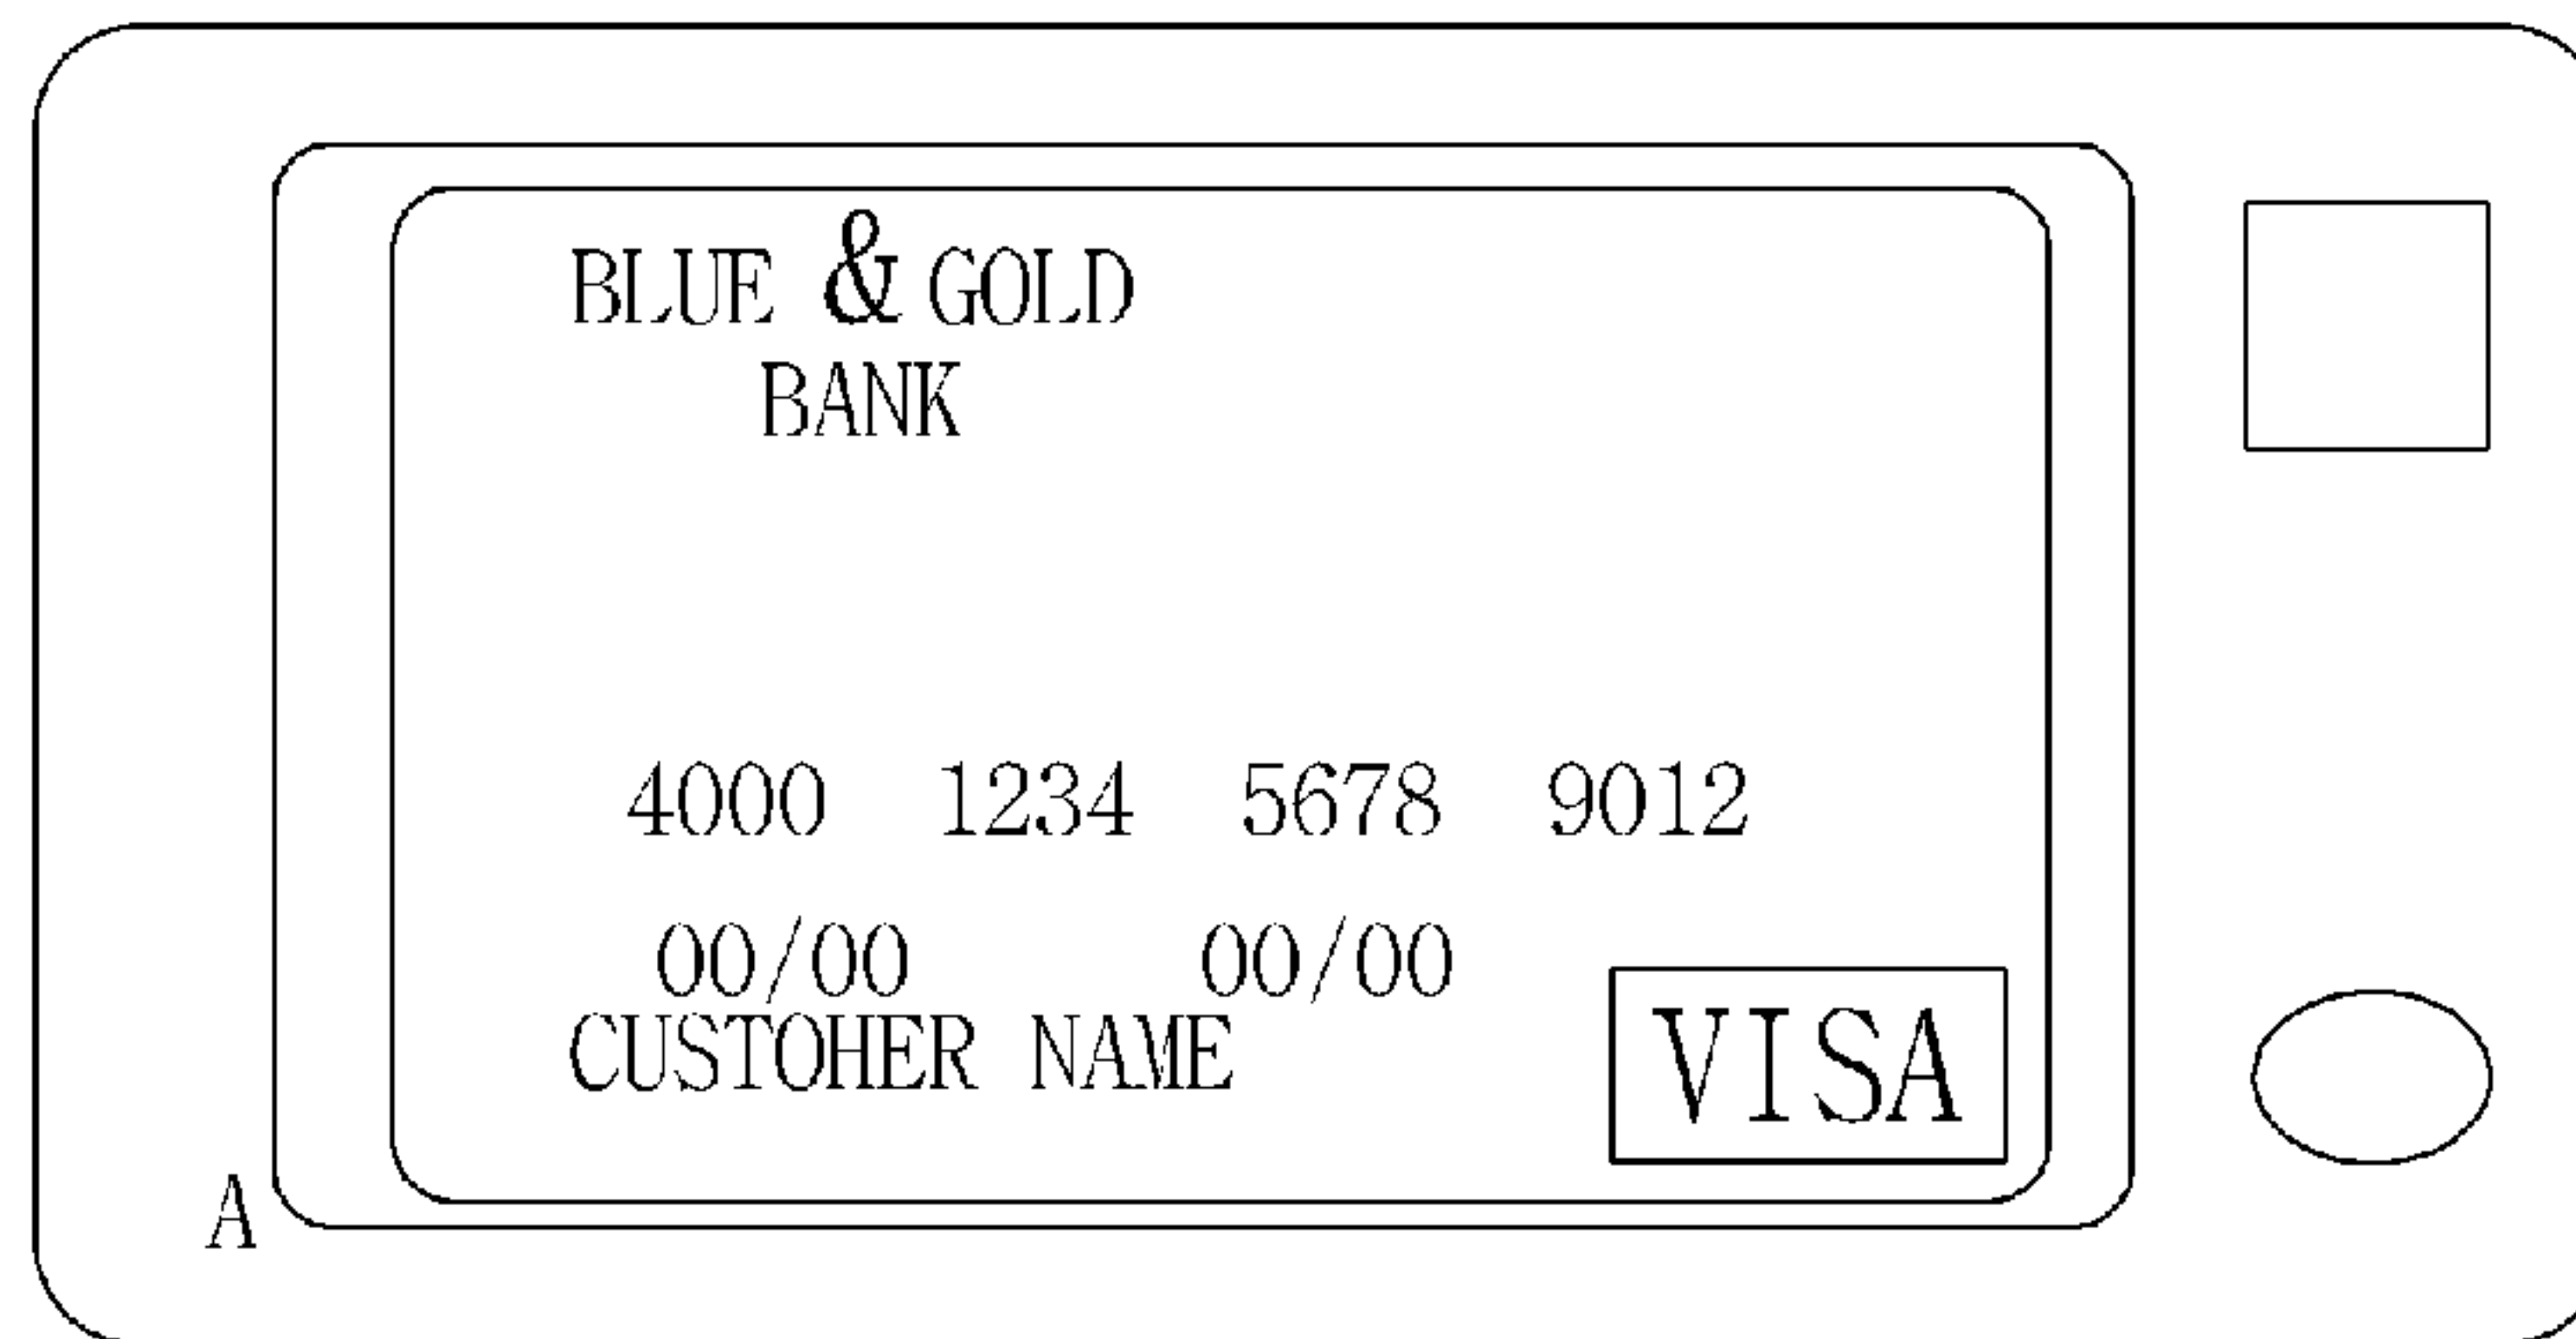 BLUE & GOLD
BANK
4000 1234 5678 9012
00/00 00/00
CUSTOHER NAME
VISA
A